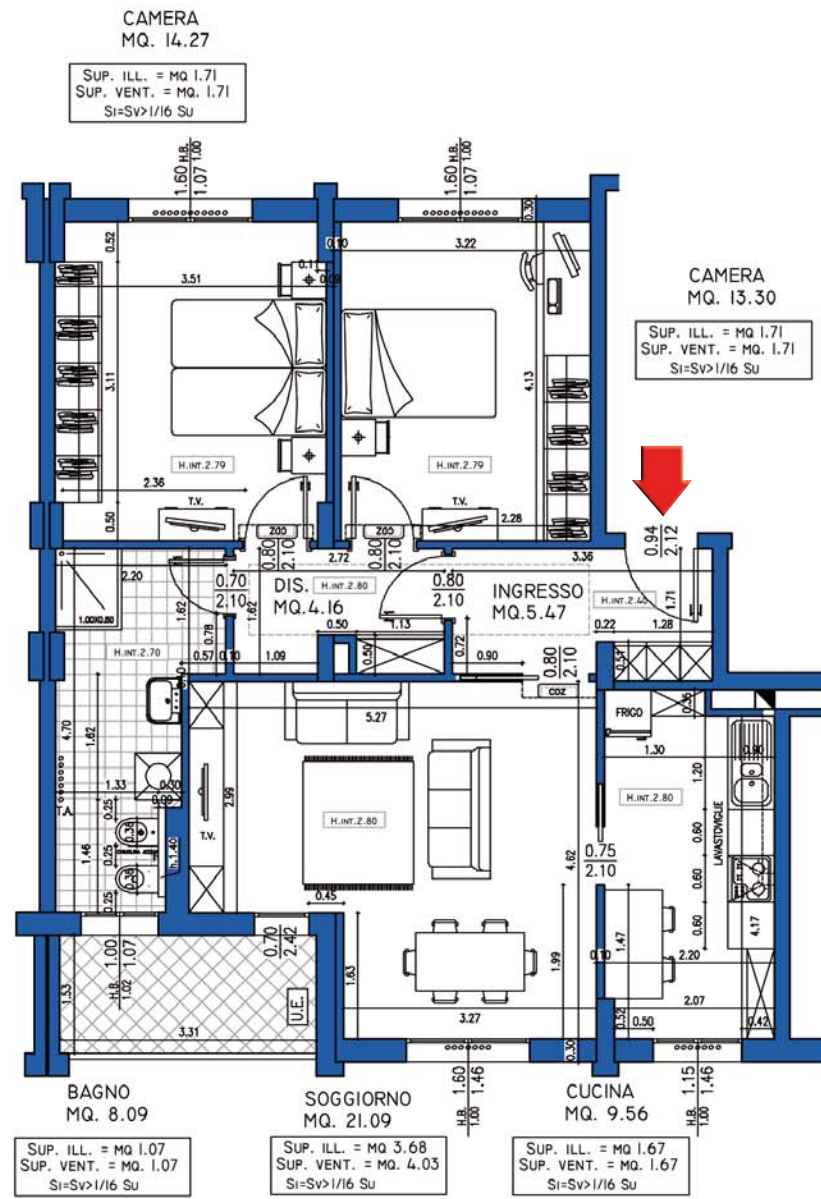 CAMERA
MQ. 14.27
SUP. ILL. = MQ 1.71
SUP. VENT. = MQ. 1.71
SI=SV>1/16 SU
1.60 H.B. 1.00
1.07
1.60 H.B. 1.00
1.07
0.30
0.52
0.10
3.22
3.51
0.11
0.09
CAMERA
MQ. 13.30
SUP. ILL. = MQ 1.71
SUP. VENT. = MQ. 1.71
SI=SV>1/16 SU
3.11
4.13
H.INT.2.79
H.INT.2.79
2.36
T.V.
T.V.
0.50
2.28
COZ
COZ
0.80
2.10
0.80
2.10
0.94
2.12
2.72
3.36
2.20
0.70
2.10
DIS.
MQ.4.16
H.INT.2.80
0.80
2.10
INGRESSO
MQ.5.47
H.INT.2.40
1.71
1.00X0.80
1.62
1.62
0.78
0.50
1.13
0.72
0.22
1.28
H.INT.2.70
0.57
0.10
1.09
0.50
0.90
0.80
2.10
0.51
COZ
0.10
5.27
FRIGO
0.35
4.70
1.62
1.30
0.90
1.20
1.33
0.30
0.09
2.99
T.A.
T.V.
H.INT.2.80
H.INT.2.80
LAVASTOVIGLIE
0.25
0.38
0.25
0.38
0.25
1.46
h.1.40
4.62
0.75
2.10
0.60
0.60
0.60
4.17
0.45
1.00
1.07
H.B.
1.02
0.70
2.42
1.63
1.99
1.47
0.10
2.20
1.53
U.E.
3.31
3.27
2.07
0.52
0.50
0.42
0.30
1.60
1.46
H.B.
1.00
1.15
1.46
H.B.
1.00
BAGNO
MQ. 8.09
SUP. ILL. = MQ 1.07
SUP. VENT. = MQ. 1.07
SI=SV>1/16 SU
SOGGIORNO
MQ. 21.09
SUP. ILL. = MQ 3.68
SUP. VENT. = MQ. 4.03
SI=SV>1/16 SU
CUCINA
MQ. 9.56
SUP. ILL. = MQ 1.67
SUP. VENT. = MQ. 1.67
SI=SV>1/16 SU